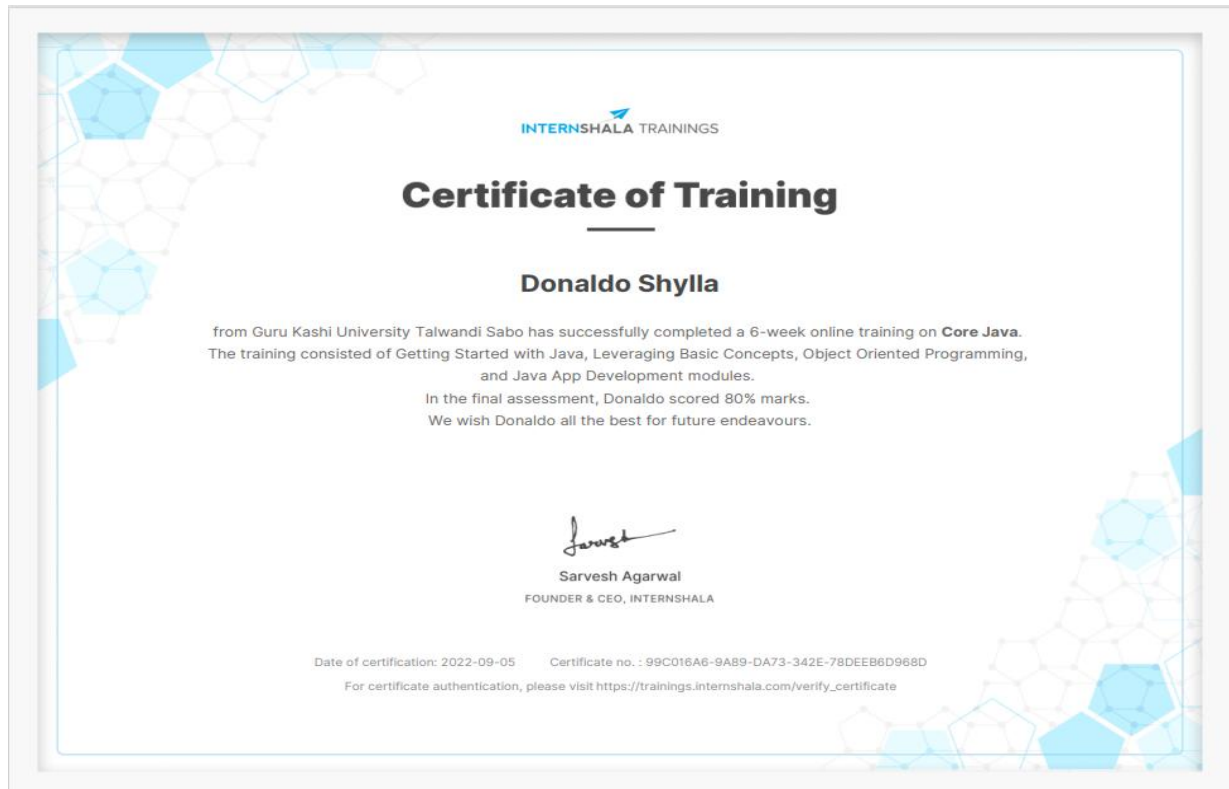 INTERNSHALA TRAININGS
Certificate of Training
Donaldo Shylla
from Guru Kashi University Talwandi Sabo has successfully completed a 6-week online training on Core Java.
The training consisted of Getting Started with Java, Leveraging Basic Concepts, Object Oriented Programming,
and Java App Development modules.
In the final assessment, Donaldo scored 80% marks.
We wish Donaldo all the best for future endeavours.
Sarvesh
Sarvesh Agarwal
FOUNDER & CEO, INTERNSHALA
Date of certification: 2022-09-05 Certificate no. : 99C016A6-9A89-DA73-342E-78DEEB6D968D
For certificate authentication, please visit https://trainings.internshala.com/verify_certificate